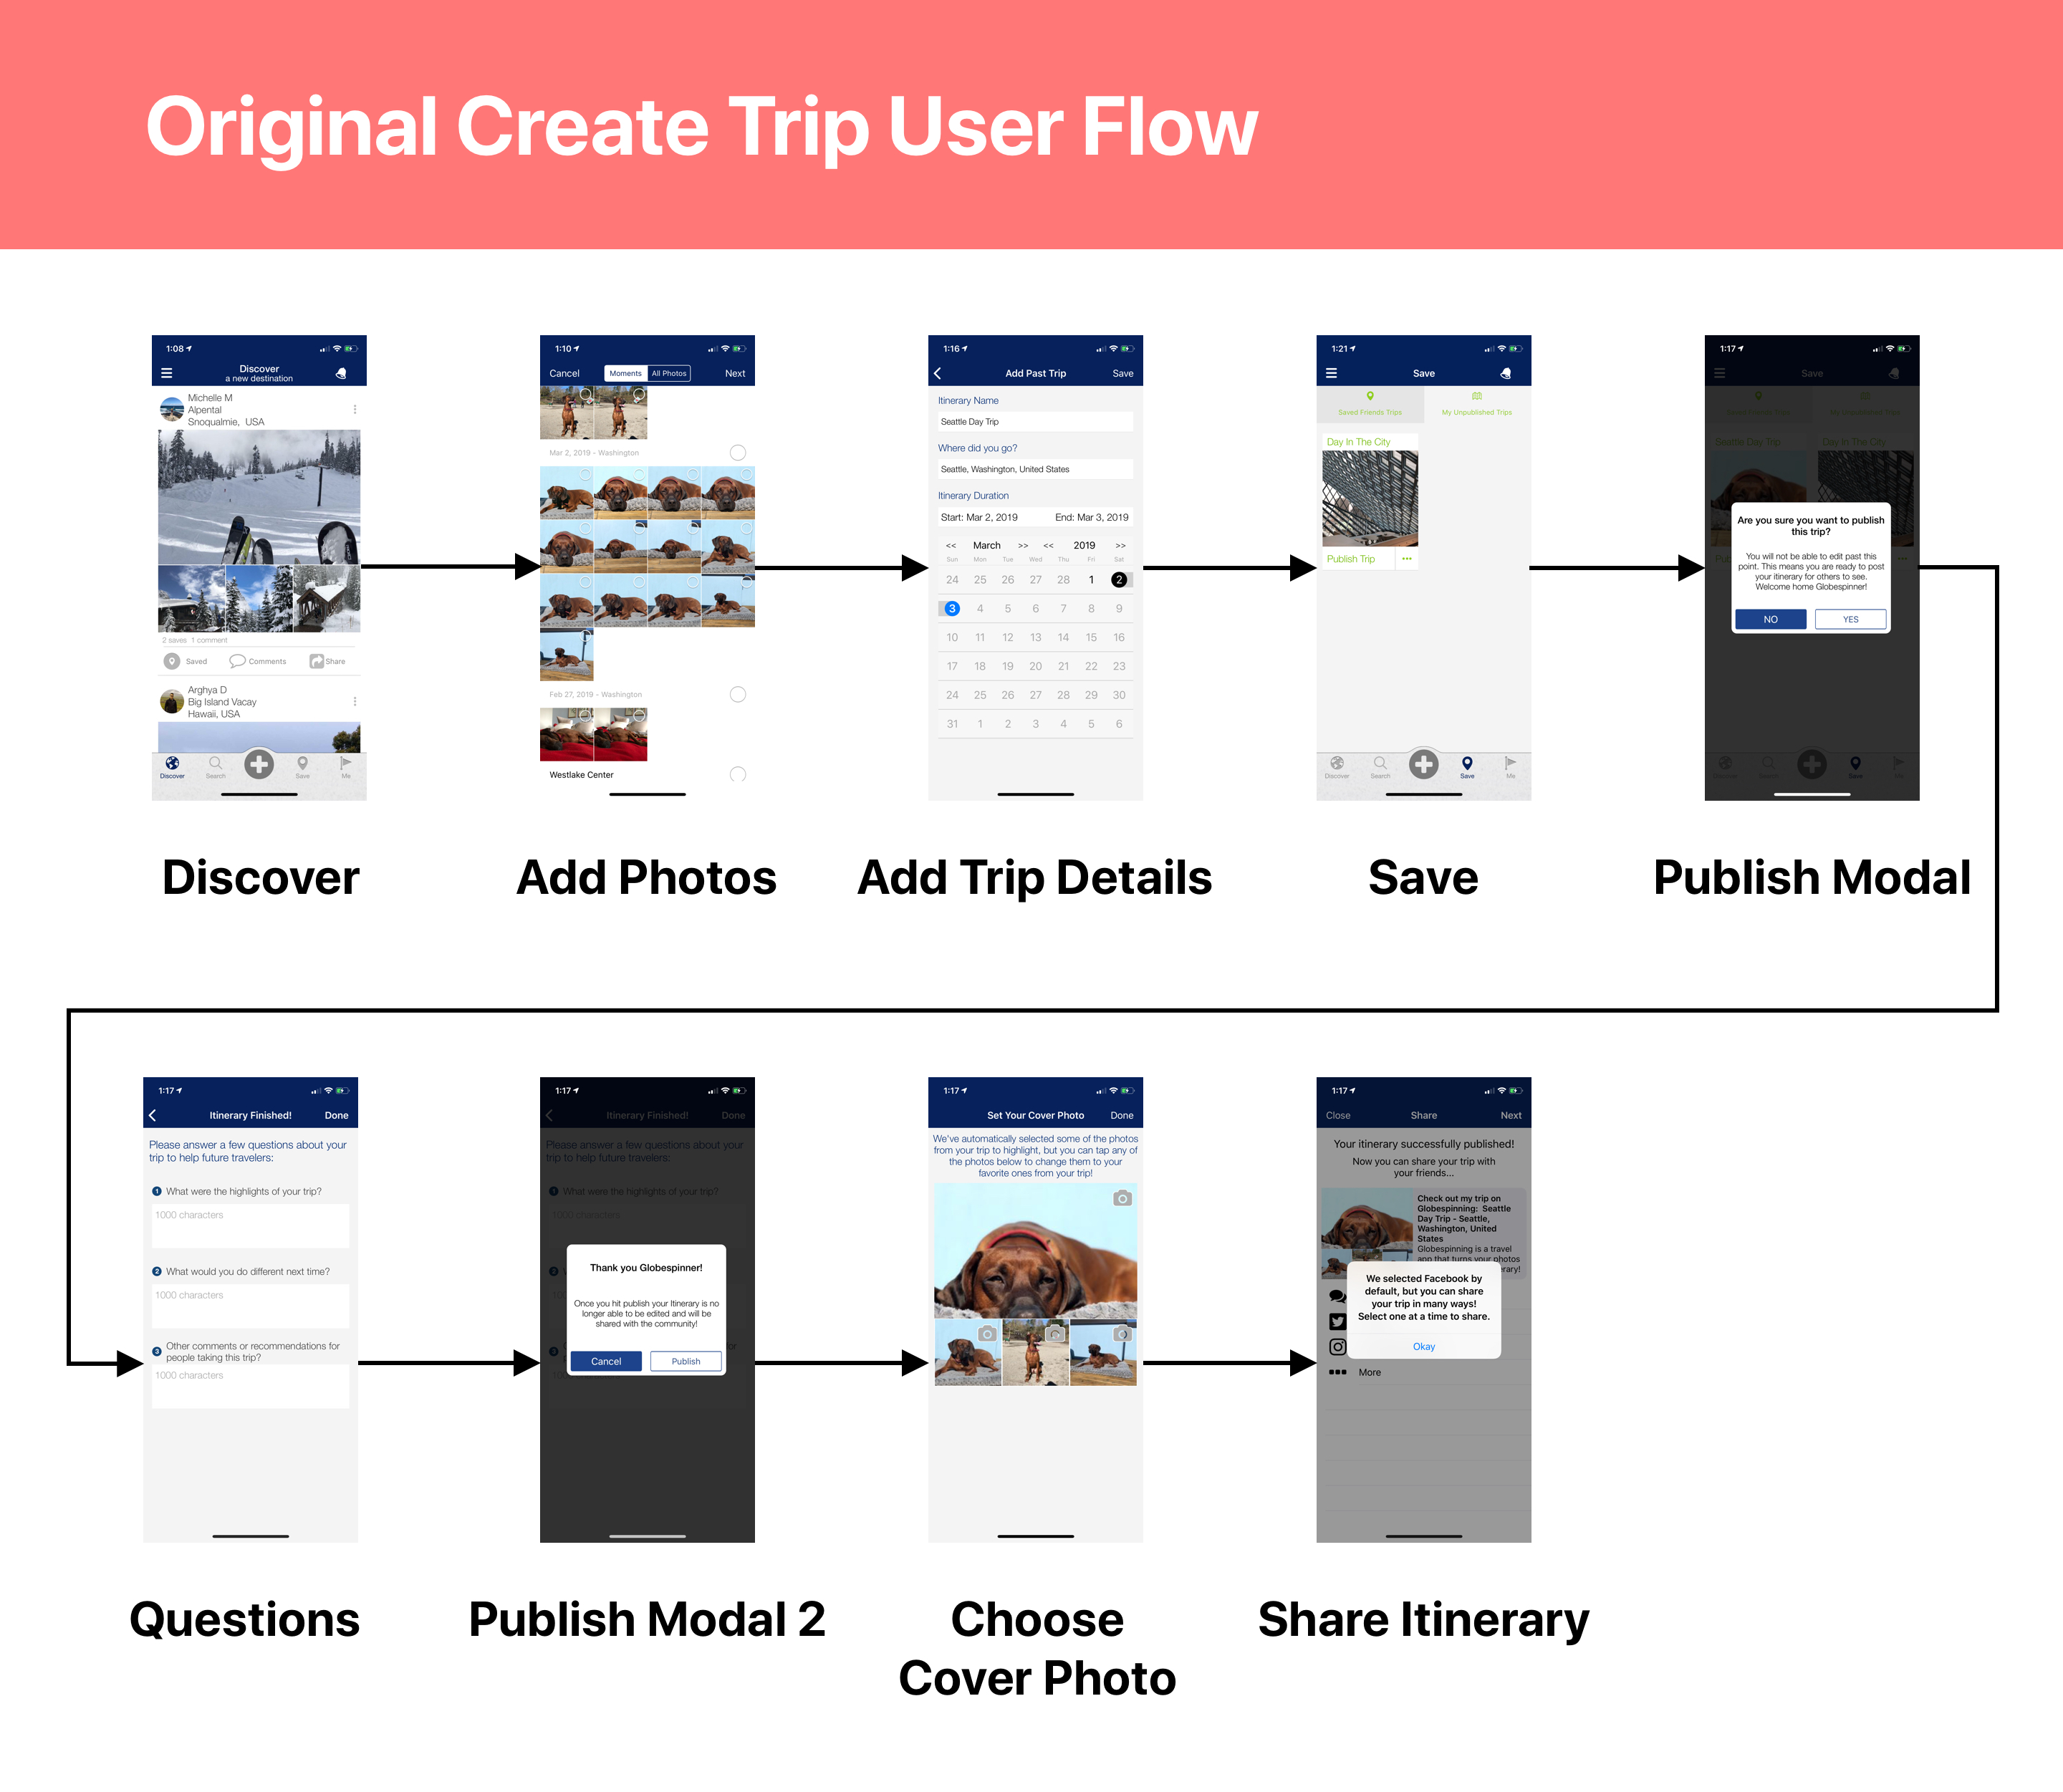 Original Create Trip User Flow
1:08
Discover
a new destination
Michelle M
Alpental
Snoqualmie, USA
2 saves 1 comment
Saved Comments Share
Arghya D
Big Island Vacay
Hawaii, USA
Discover Search Save Me
Discover
1:10
Cancel Moments All Photos Next
Mar 2, 2019 - Washington
Feb 27, 2019 - Washington
Westlake Center
Add Photos
1:16
Add Past Trip Save
Itinerary Name
Seattle Day Trip
Where did you go?
Seattle, Washington, United States
Itinerary Duration
Start: Mar 2, 2019 End: Mar 3, 2019
<< March >> << 2019 >>
Sun Mon Tue Wed Thu Fri Sat
24 25 26 27 28 1 2
3 4 5 6 7 8 9
10 11 12 13 14 15 16
17 18 19 20 21 22 23
24 25 26 27 28 29 30
31 1 2 3 4 5 6
Add Trip Details
1:21
Save
Saved Friends Trips My Unpublished Trips
Day In The City
Publish Trip •••
Discover Search Save Me
Save
1:17
Save
Saved Friends Trips My Unpublished Trips
Seattle Day Trip Day In The City
Are you sure you want to publish
this trip?
You will not be able to edit past this
point. This means you are ready to post
your itinerary for others to see.
Welcome home Globespinner!
NO YES
Discover Search Save Me
Publish Modal
1:17
Itinerary Finished! Done
Please answer a few questions about your
trip to help future travelers:
1 What were the highlights of your trip?
1000 characters
2 What would you do different next time?
1000 characters
3 Other comments or recommendations for
people taking this trip?
1000 characters
Questions
1:17
Itinerary Finished! Done
Please answer a few questions about your
trip to help future travelers:
1 What were the highlights of your trip?
1000 characters
Thank you Globespinner!
Once you hit publish your Itinerary is no
longer able to be edited and will be
shared with the community!
Cancel Publish
Publish Modal 2
1:17
Set Your Cover Photo Done
We've automatically selected some of the photos
from your trip to highlight, but you can tap any of
the photos below to change them to your
favorite ones from your trip!
Choose
Cover Photo
1:17
Close Share Next
Your itinerary successfully published!
Now you can share your trip with
your friends...
Check out my trip on
Globespinning: Seattle
Day Trip - Seattle,
Washington, United
States
Globespinning is a travel
app that turns your photos
We selected Facebook by
default, but you can share
your trip in many ways!
Select one at a time to share.
Okay
More
Share Itinerary